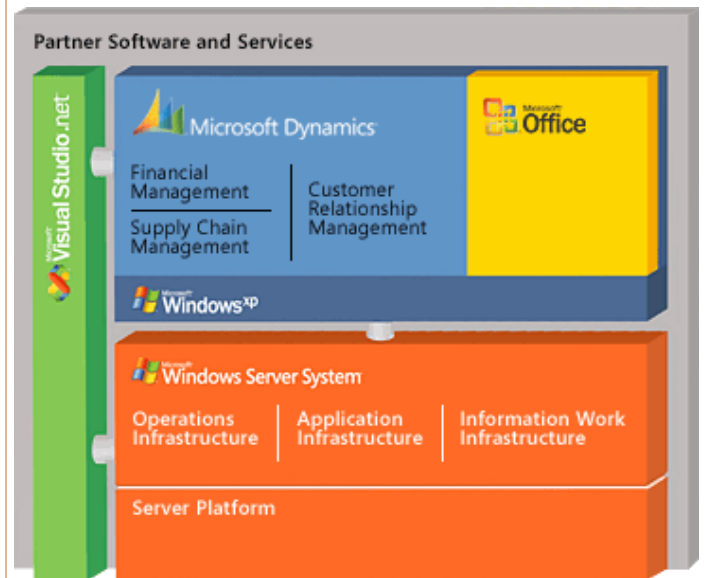 Partner Software and Services
Microsoft
Visual Studio.net
Microsoft Dynamics
Microsoft
Office
Financial
Management
Supply Chain
Management
Customer
Relationship
Management
Microsoft
Windows xp
Microsoft
Windows Server System
Operations
Infrastructure
Application
Infrastructure
Information Work
Infrastructure
Server Platform